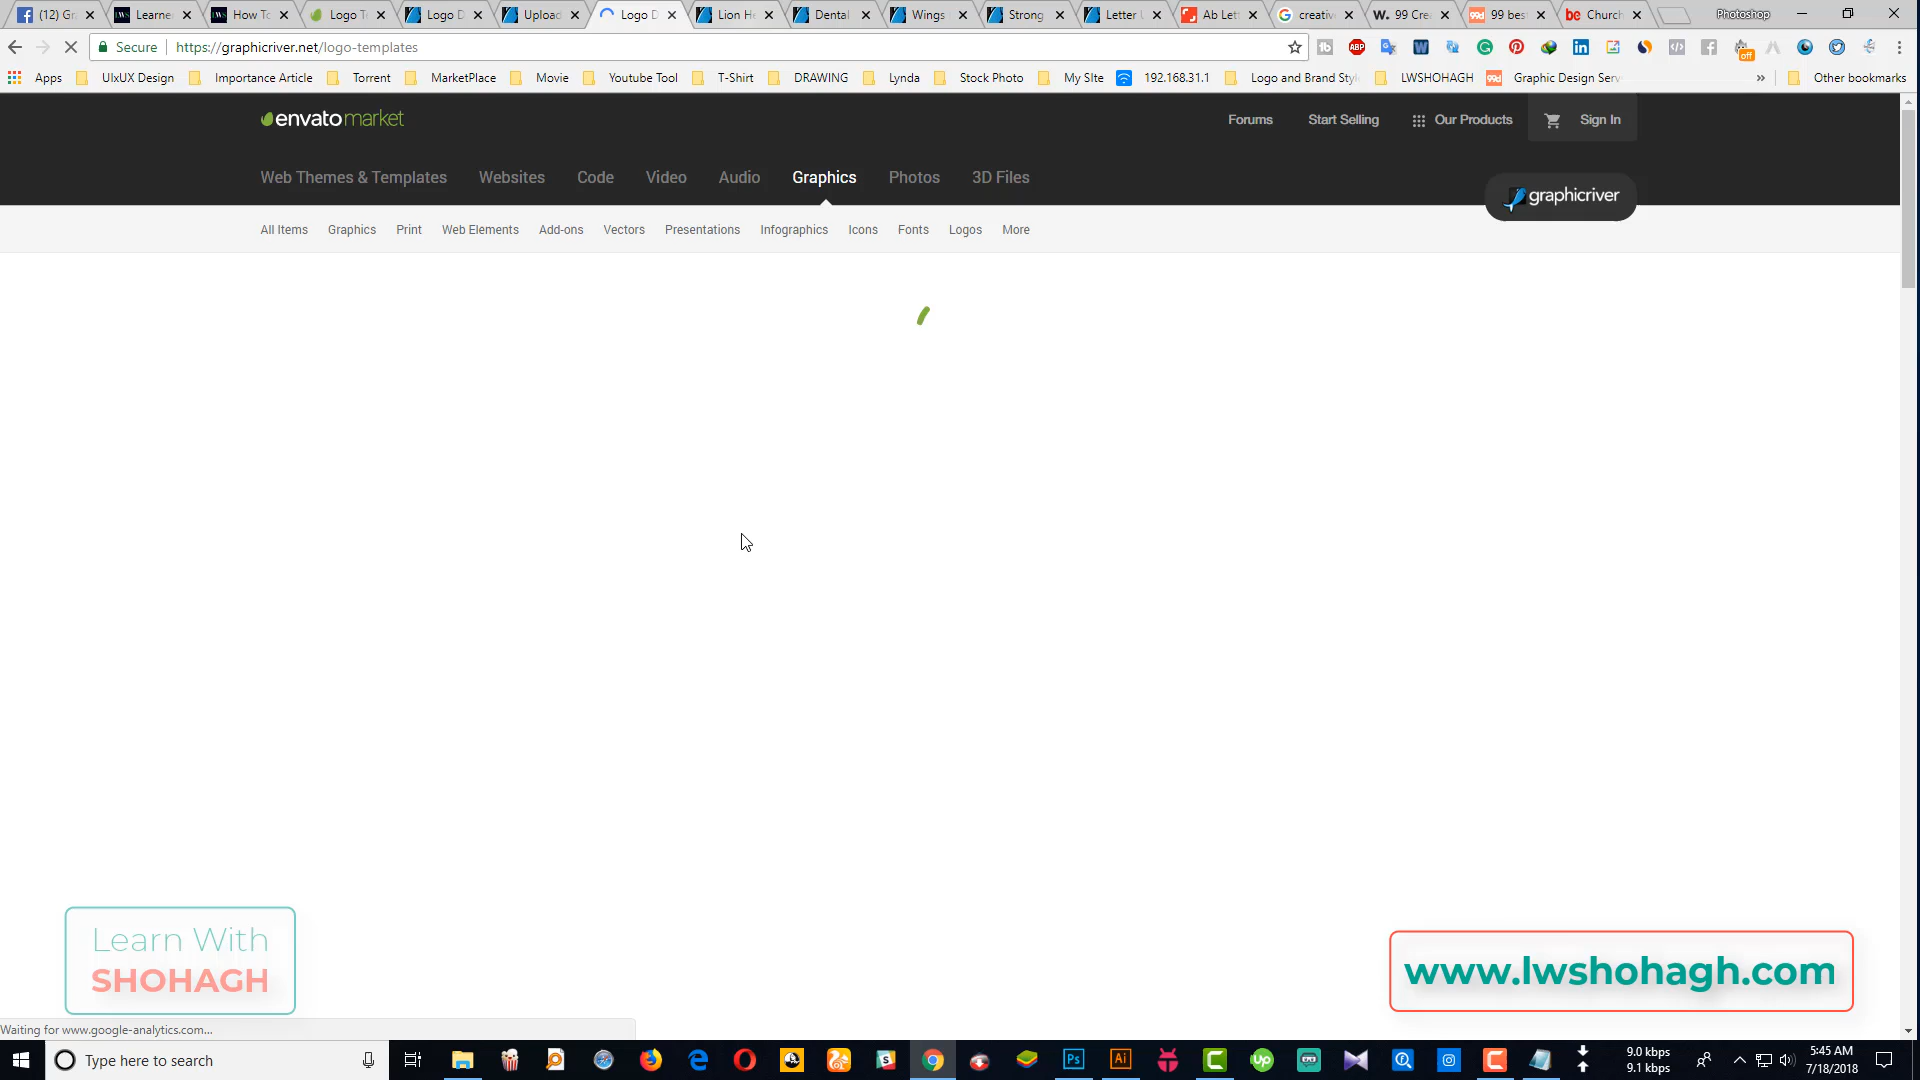 (12) Gr
Learne
How To
Logo T
Logo D
Upload
Logo D
Lion He
Dental
Wings
Strong
Letter
Ab Lett
creativ
99 Cre
99 best
Church
Photoshop
Secure
https://graphicriver.net/logo-templates
Apps
UIxUX Design
Importance Article
Torrent
MarketPlace
Movie
Youtube Tool
T-Shirt
DRAWING
Lynda
Stock Photo
My SIte
192.168.31.1
Logo and Brand Styl
LWSHOHAGH
Graphic Design Serv
Other bookmarks
envatomarket
Forums
Start Selling
Our Products
Sign In
Web Themes & Templates
Websites
Code
Video
Audio
Graphics
Photos
3D Files
graphicriver
All Items
Graphics
Print
Web Elements
Add-ons
Vectors
Presentations
Infographics
Icons
Fonts
Logos
More
Learn With
SHOHAGH
www.lwshohagh.com
Waiting for www.google-analytics.com...
Type here to search
9.0 kbps
9.1 kbps
5:45 AM
7/18/2018